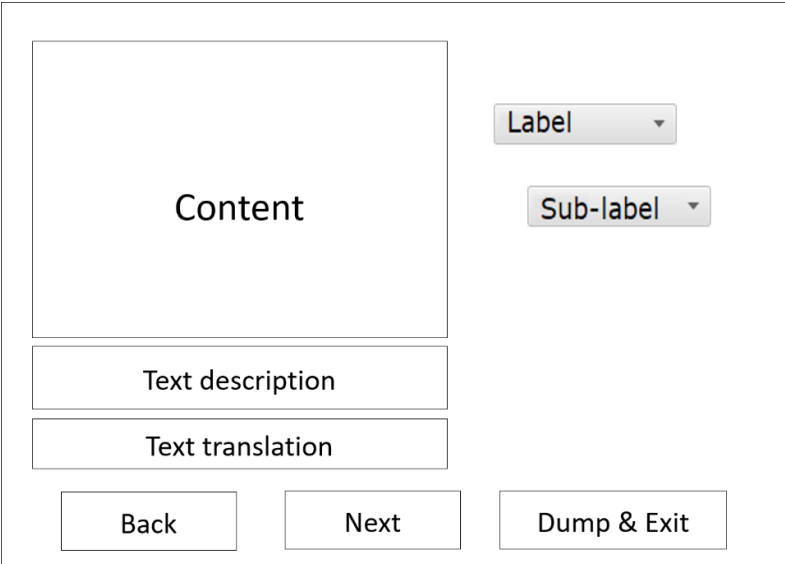 Content
Label
Sub-label
Text description
Text translation
Back
Next
Dump & Exit